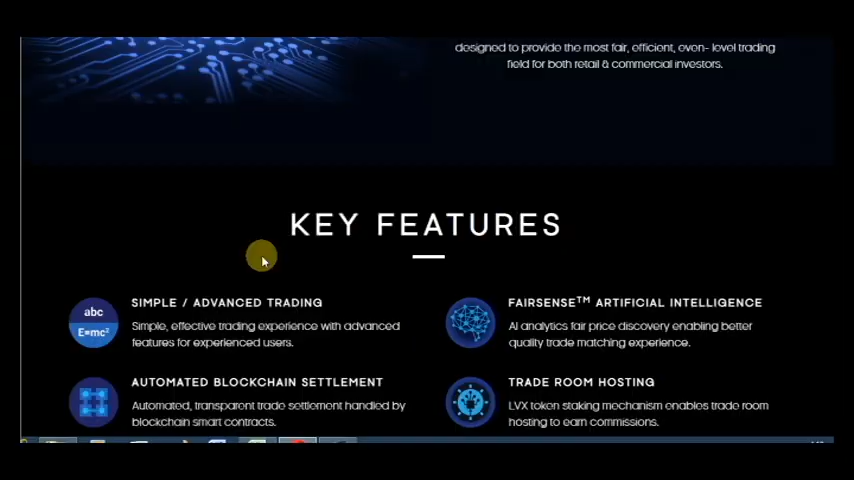 designed to provide the most fair, efficient, even- level trading
field for both retail & commercial investors.
KEY FEATURES
abc
E=mc²
SIMPLE / ADVANCED TRADING
Simple, effective trading experience with advanced
features for experienced users.
FAIRSENSE™ ARTIFICIAL INTELLIGENCE
AI analytics fair price discovery enabling better
quality trade matching experience.
AUTOMATED BLOCKCHAIN SETTLEMENT
Automated, transparent trade settlement handled by
blockchain smart contracts.
TRADE ROOM HOSTING
LVX token staking mechanism enables trade room
hosting to earn commissions.